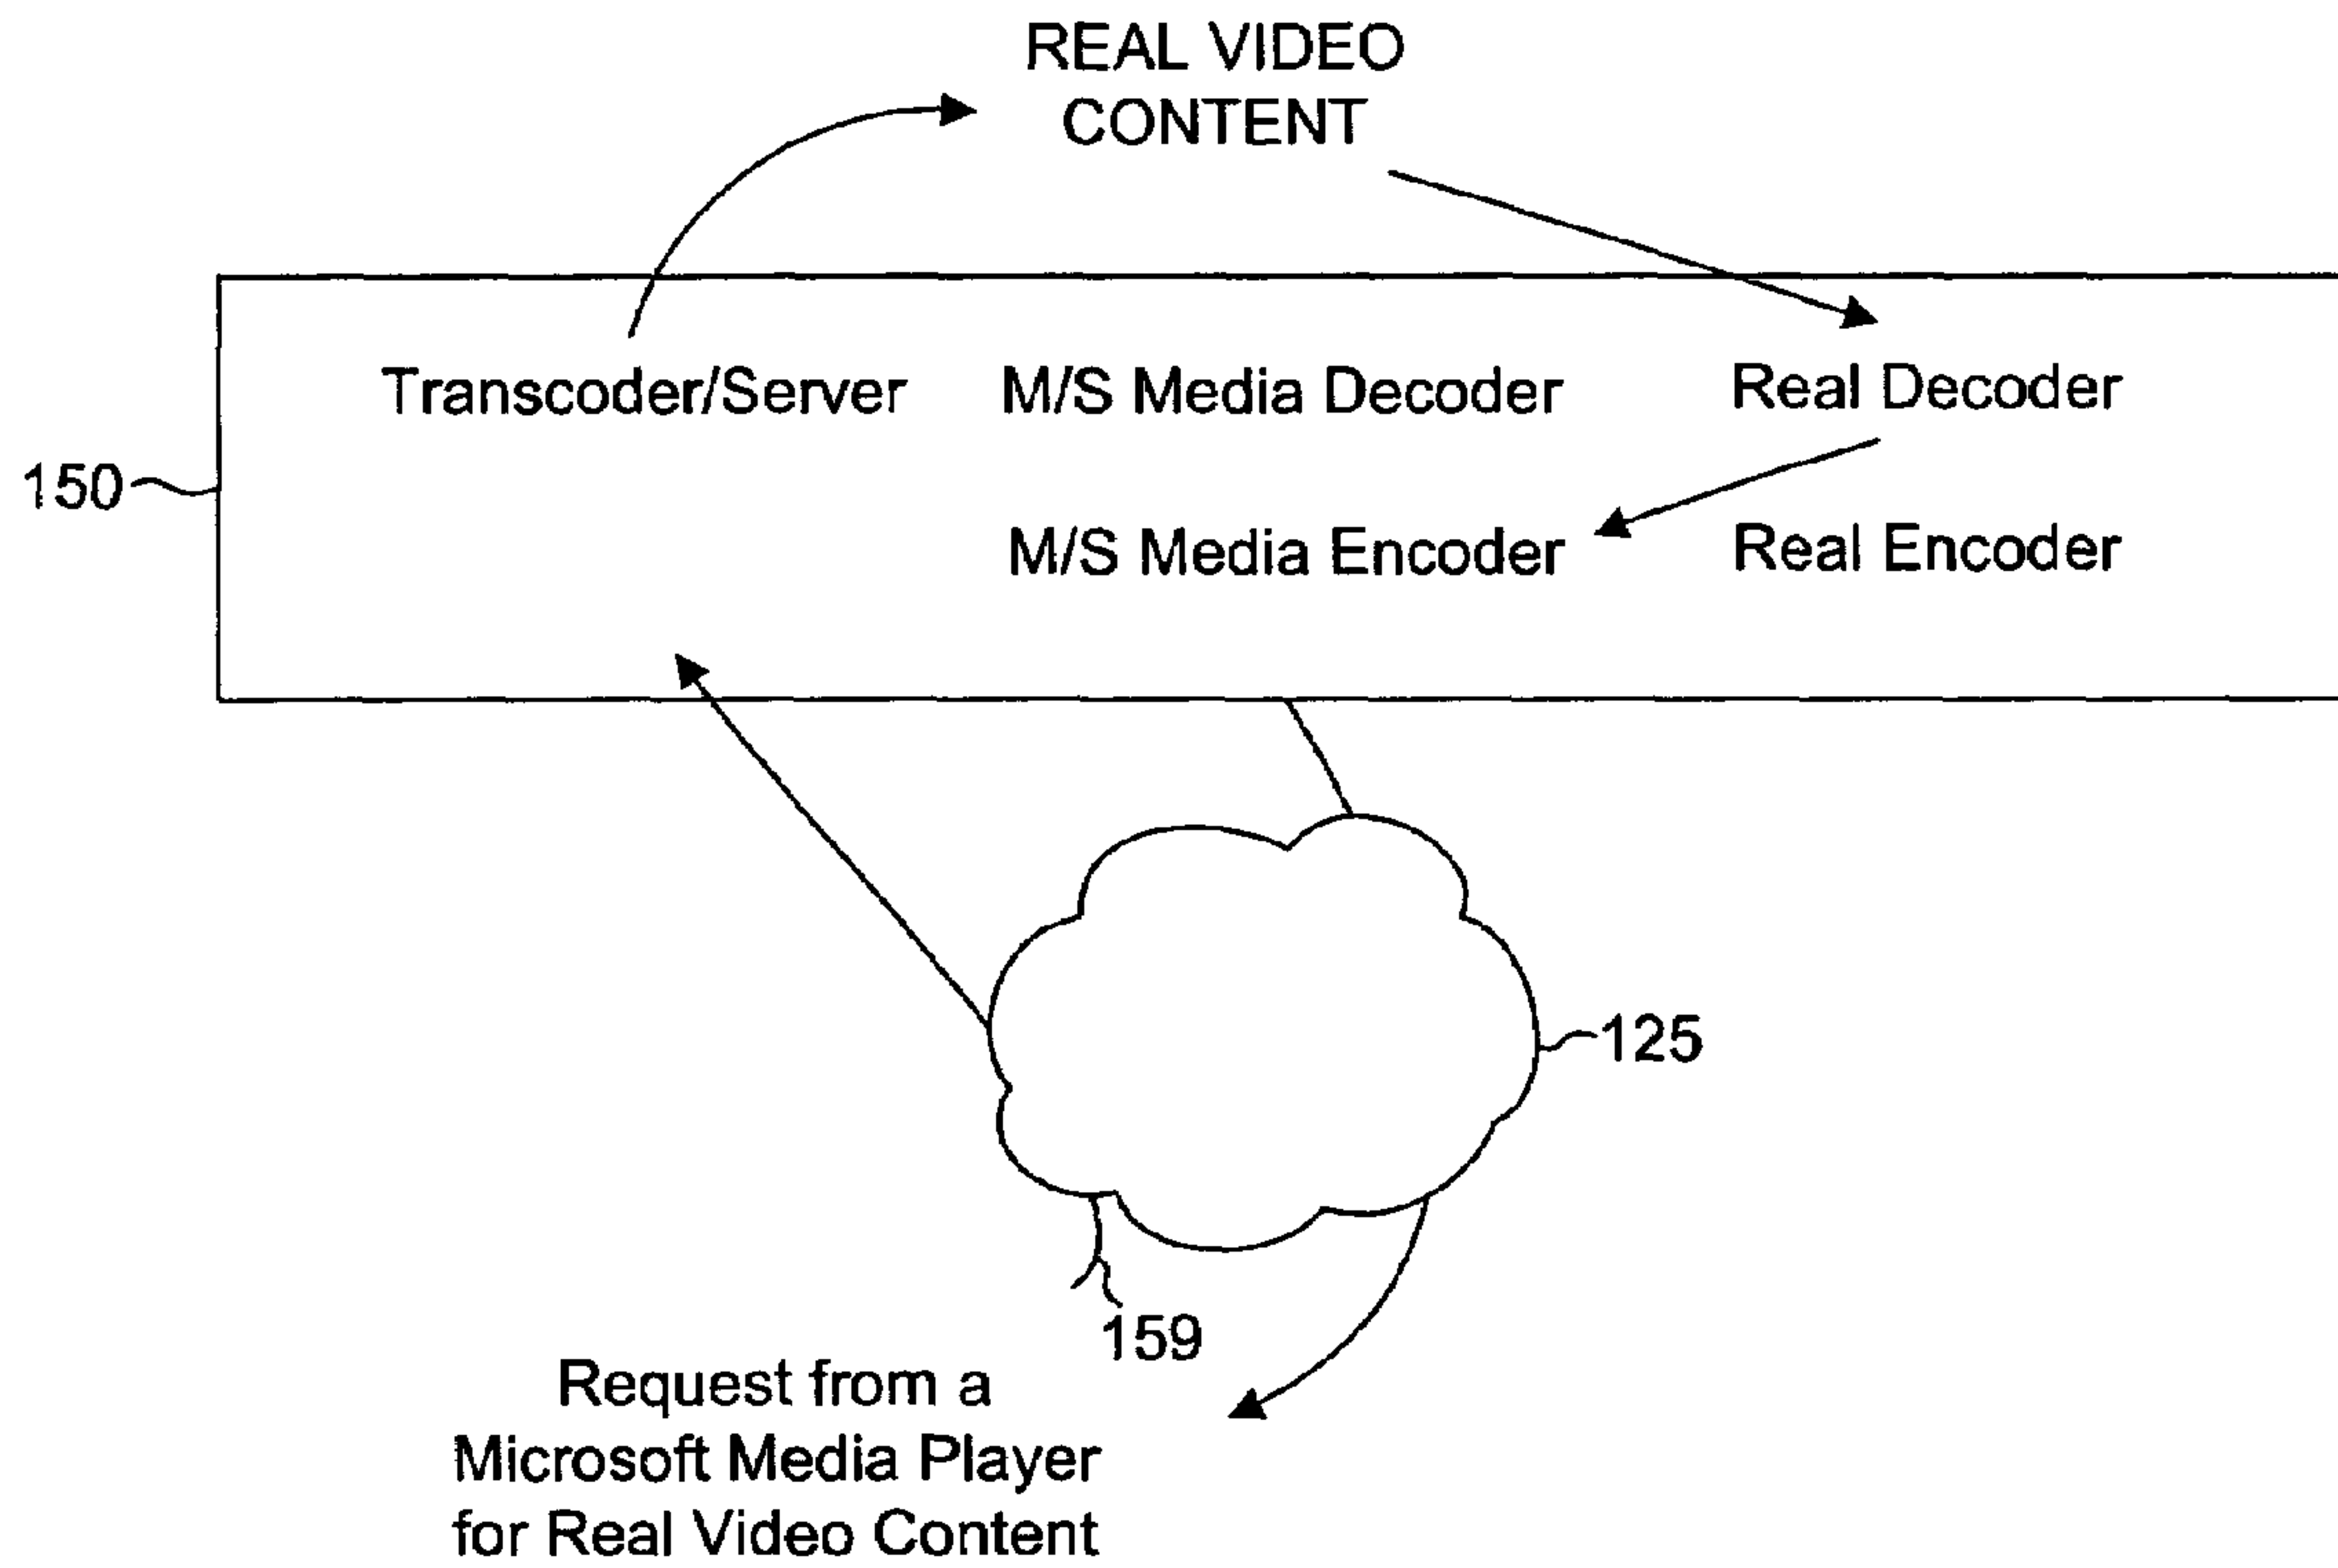 REAL VIDEO
CONTENT
Transcoder/Server
M/S Media Decoder
Real Decoder
150
M/S Media Encoder
Real Encoder
125
159
Request from a
Microsoft Media Player
for Real Video Content